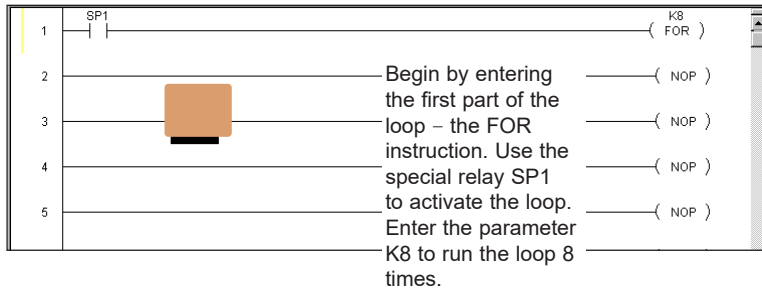 SP1 K8
1 FOR
2 NOP
3 NOP
4 NOP
5 NOP
Begin by entering
the first part of the
loop – the FOR
instruction. Use the
special relay SP1
to activate the loop.
Enter the parameter
K8 to run the loop 8
times.